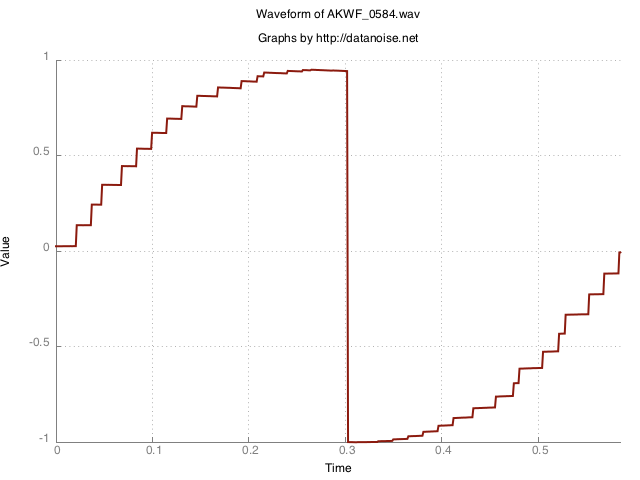 Waveform of AKWF_0584.wav
Graphs by http://datanoise.net
1
0.5
0
-0.5
-1
Value
0 0.1 0.2 0.3 0.4 0.5
Time